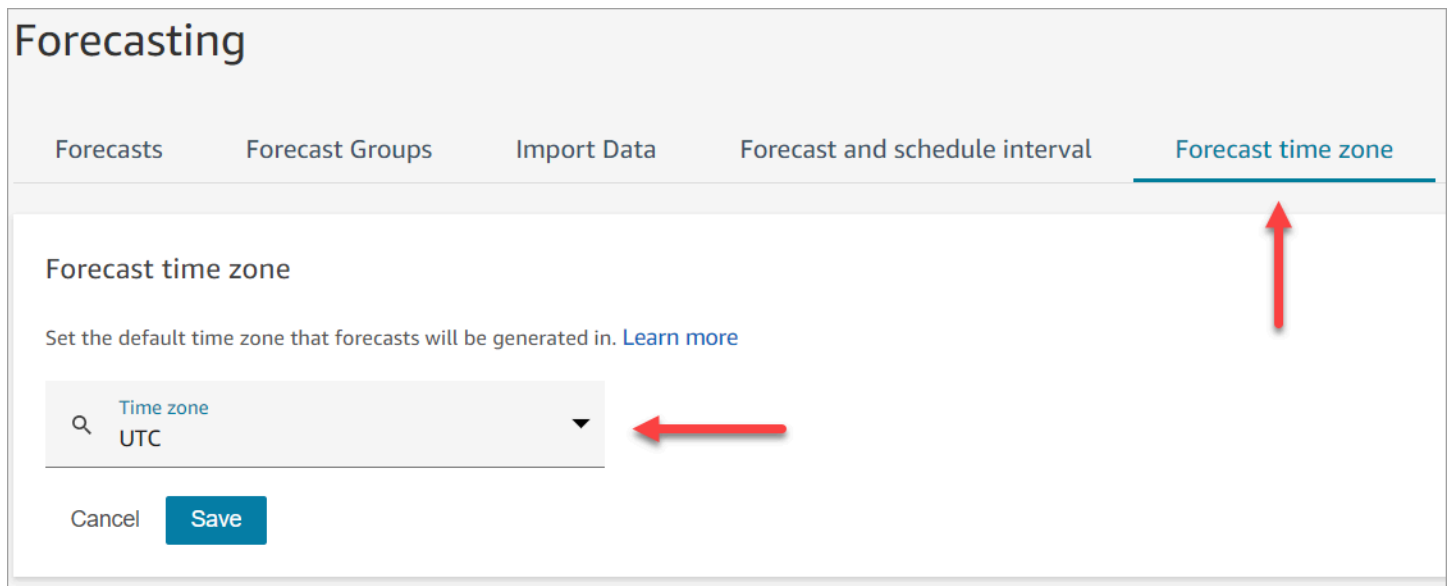 Forecasting
Forecasts Forecast Groups Import Data Forecast and schedule interval Forecast time zone
Forecast time zone
Set the default time zone that forecasts will be generated in. Learn more
Time zone
UTC
Cancel Save